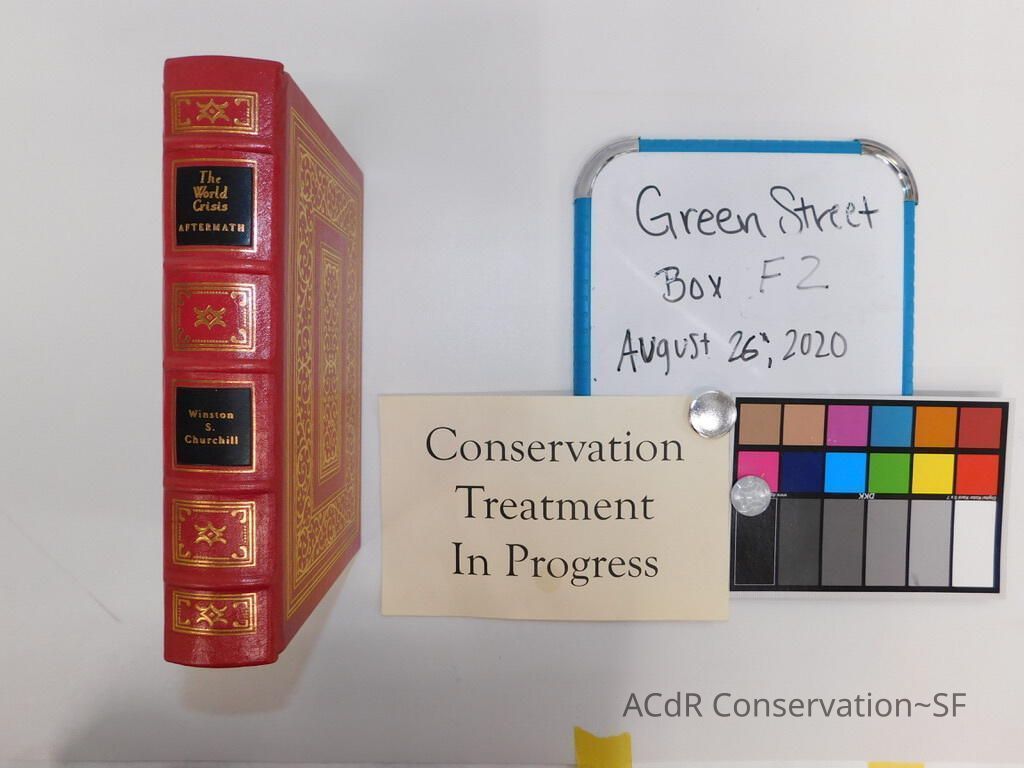 The
World
Crisis
AFTERMATH
Winston
S.
Churchill
Green Street
Box F2
August 26th, 2020
Conservation
Treatment
In Progress
DKK
ACdR Conservation~SF